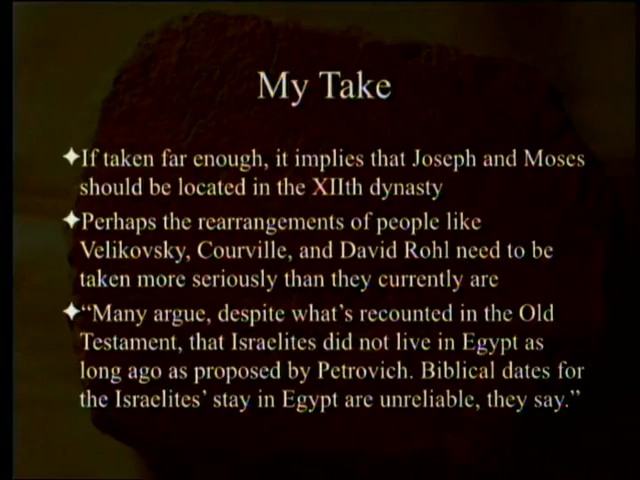 My Take
If taken far enough, it implies that Joseph and Moses
should be located in the XIIth dynasty
Perhaps the rearrangements of people like
Velikovsky, Courville, and David Rohl need to be
taken more seriously than they currently are
“Many argue, despite what’s recounted in the Old
Testament, that Israelites did not live in Egypt as
long ago as proposed by Petrovich. Biblical dates for
the Israelites’ stay in Egypt are unreliable, they say.”